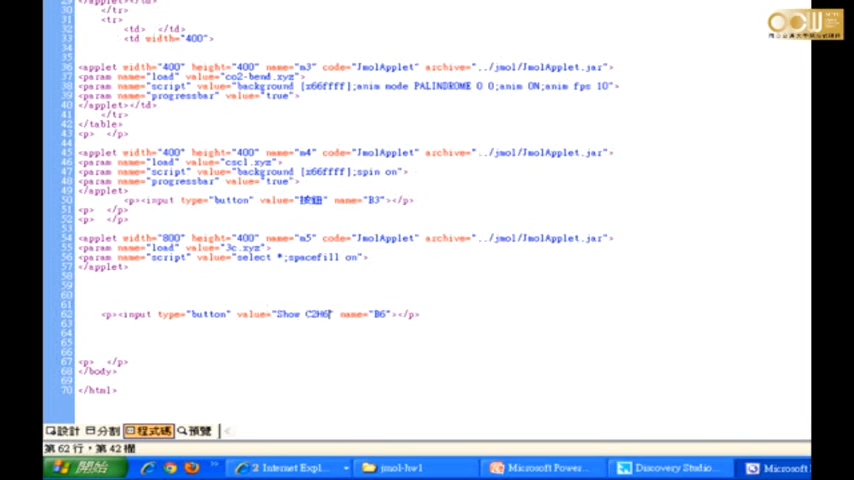 OCW
29 </applet></td>
30 </tr>
31 <tr>
32 <td> </td>
33 <td width="400">
34
35
36 <applet width="400" height="400" name="m3" code="JmolApplet" archive="../jmol/JmolApplet.jar">
37 <param name="load" value="co2-bend.xyz">
38 <param name="script" value="background [x66ffff];anim mode PALINDROME 0 0;anim ON;anim fps 10">
39 <param name="progressbar" value="true">
40 </applet></td>
41 </tr>
42 </table>
43 <p> </p>
44
45 <applet width="400" height="400" name="m4" code="JmolApplet" archive="../jmol/JmolApplet.jar">
46 <param name="load" value="cscl.xyz">
47 <param name="script" value="background [x66ffff];spin on">
48 <param name="progressbar" value="true">
49 </applet>
50 <p><input type="button" value="按鈕" name="B3"></p>
51 <p> </p>
52 <p> </p>
53
54 <applet width="800" height="400" name="m5" code="JmolApplet" archive="../jmol/JmolApplet.jar">
55 <param name="load" value="3c.xyz">
56 <param name="script" value="select *;spacefill on">
57 </applet>
58
59
60
61
62 <p><input type="button" value="Show C2H6" name="B6"></p>
63
64
65
66
67 <p> </p>
68 </body>
69
70 </html>
設計 分割 程式碼 預覽
第 62 行，第 42 欄
開始 2 Internet Expl... jmol-hw1 Microsoft Power... Discovery Studio... Microsoft